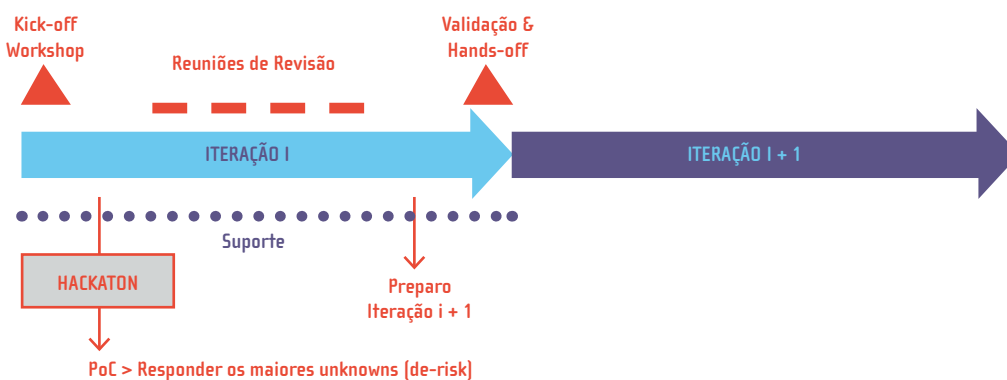 Kick-off
Workshop
Reuniões de Revisão
Validação &
Hands-off
ITERAÇÃO I
ITERAÇÃO I + 1
Suporte
HACKATON
Preparo
Iteração i + 1
PoC > Responder os maiores unknowns (de-risk)